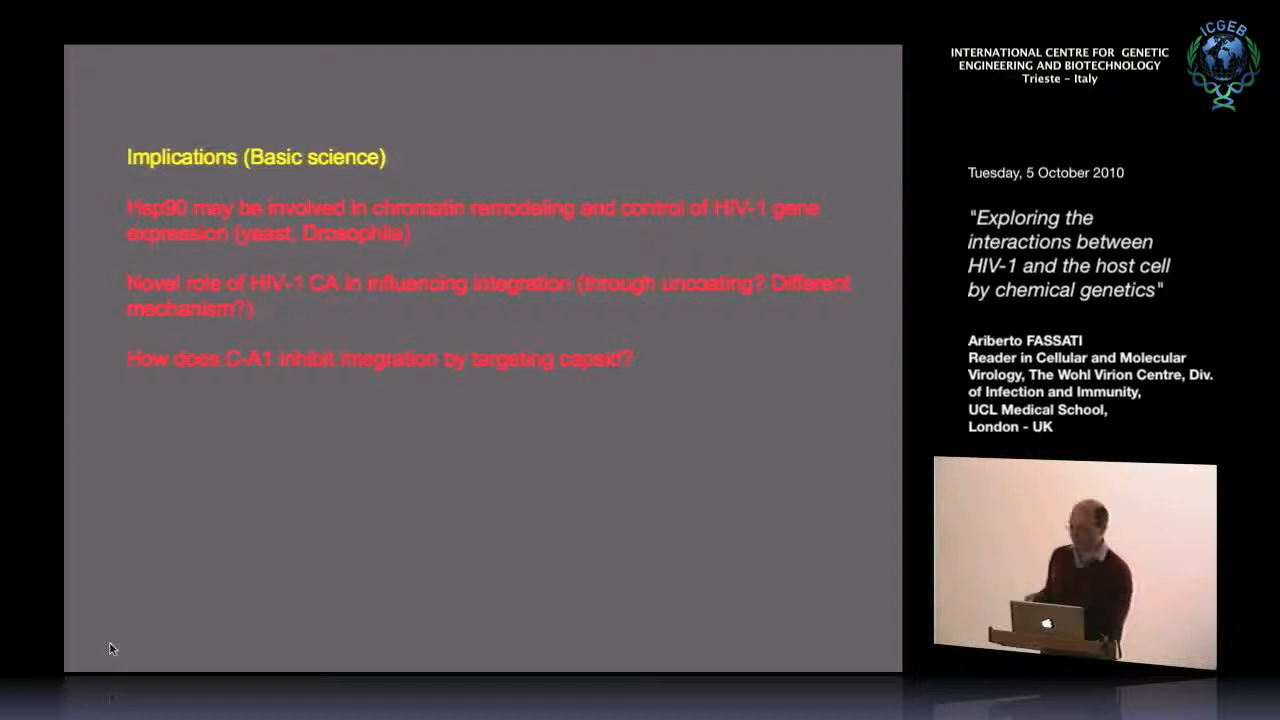 Implications (Basic science)
Hsp90 may be involved in chromatin remodeling and control of HIV-1 gene
expression (yeast, Drosophila)
Novel role of HIV-1 CA in influencing integration (through uncoating? Different
mechanism?)
How does C-A1 inhibit integration by targeting capsid?
INTERNATIONAL CENTRE FOR GENETIC
ENGINEERING AND BIOTECHNOLOGY
Trieste - Italy
ICGEB
Tuesday, 5 October 2010
"Exploring the
interactions between
HIV-1 and the host cell
by chemical genetics"
Ariberto FASSATI
Reader in Cellular and Molecular
Virology, The Wohl Virion Centre, Div.
of Infection and Immunity,
UCL Medical School,
London - UK